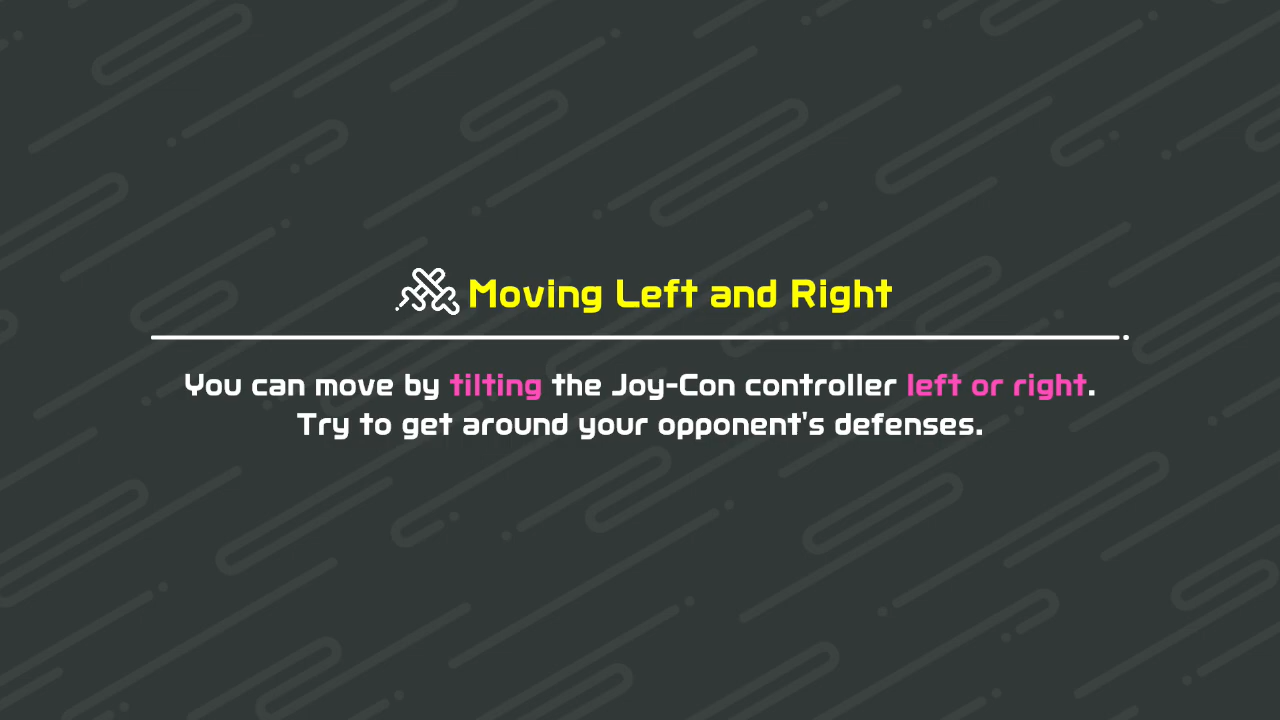 Moving Left and Right
You can move by tilting the Joy-Con controller left or right.
Try to get around your opponent's defenses.